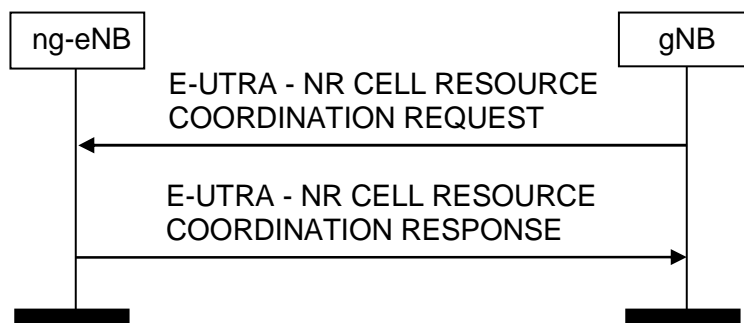 ng-eNB
gNB
E-UTRA - NR CELL RESOURCE
COORDINATION REQUEST
E-UTRA - NR CELL RESOURCE
COORDINATION RESPONSE